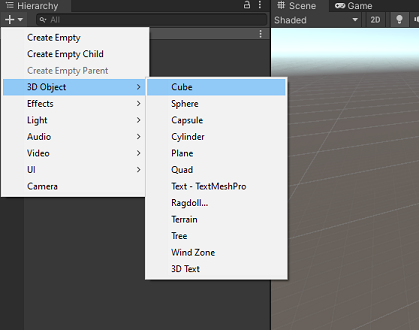 Hierarchy
Scene
Game
All
Shaded
2D
Create Empty
Create Empty Child
Create Empty Parent
3D Object
Effects
Light
Audio
Video
UI
Camera
Cube
Sphere
Capsule
Cylinder
Plane
Quad
Text - TextMeshPro
Ragdoll...
Terrain
Tree
Wind Zone
3D Text